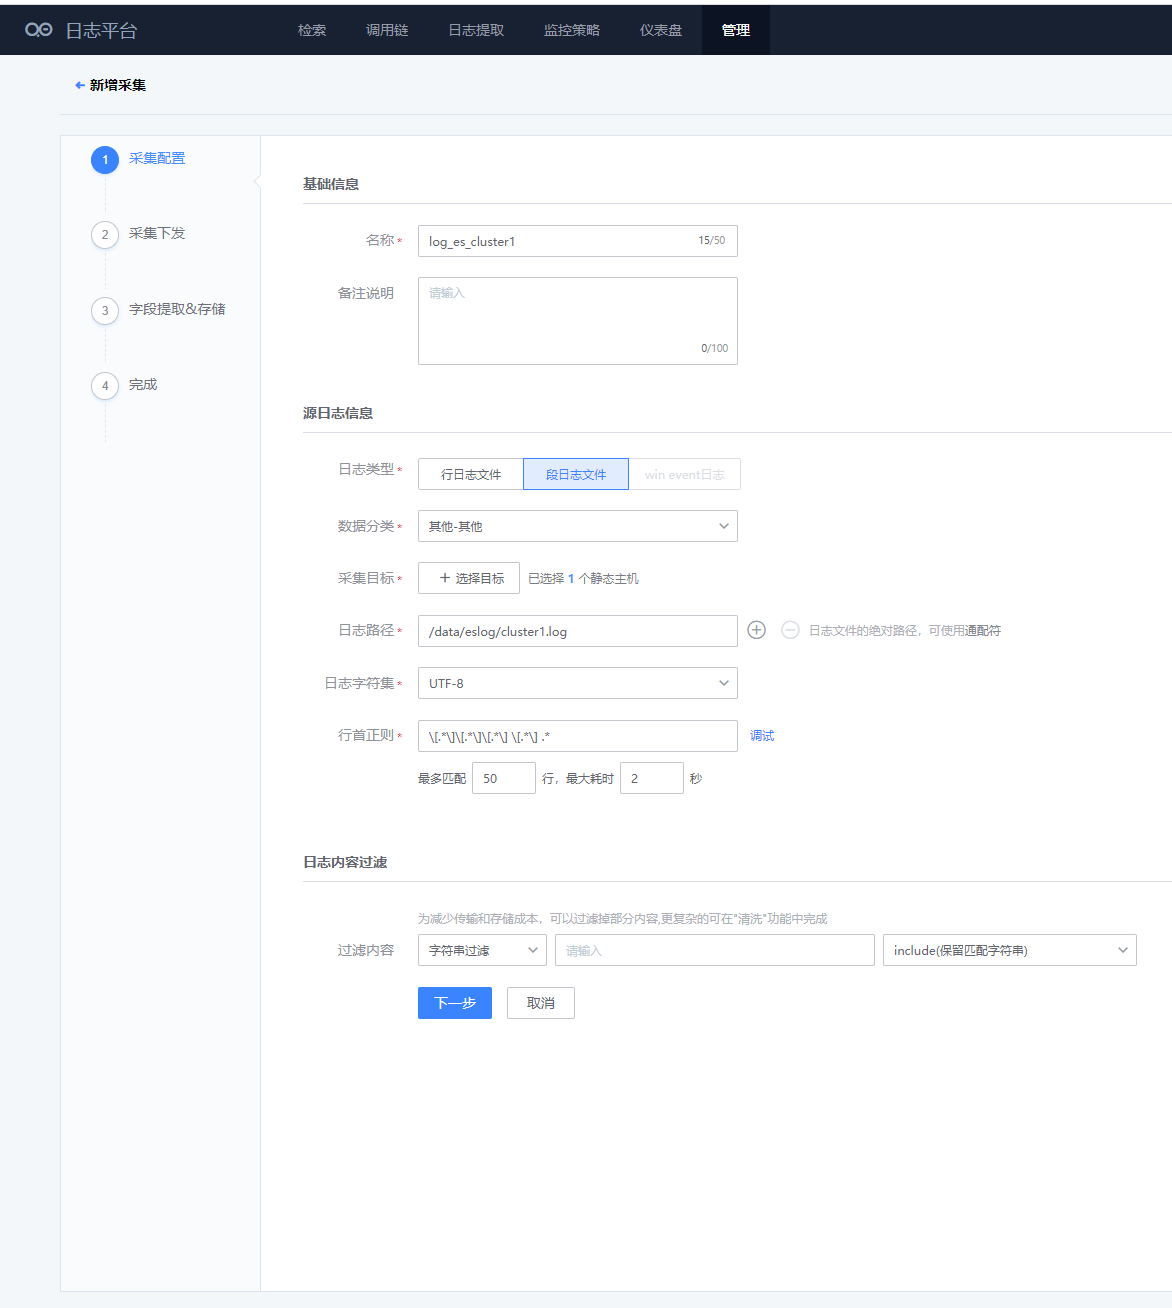 日志平台 检索 调用链 日志提取 监控策略 仪表盘 管理
新增采集
1 采集配置
2 采集下发
3 字段提取&存储
4 完成
基础信息
名称* log_es_cluster1 15/50
备注说明 请输入
0/100
源日志信息
日志类型* 行日志文件 段日志文件 win event日志
数据分类* 其他-其他
采集目标* 选择目标 已选择 1 个静态主机
日志路径* /data/eslog/cluster1.log 日志文件的绝对路径，可使用通配符
日志字符集* UTF-8
行首正则* \[.*\]\[.*\]\[.*\] \[.*\] .* 调试
最多匹配 50 行，最大耗时 2 秒
日志内容过滤
为减少传输和存储成本，可以过滤掉部分内容,更复杂的可在"清洗"功能中完成
过滤内容 字符串过滤 请输入 include(保留匹配字符串)
下一步 取消